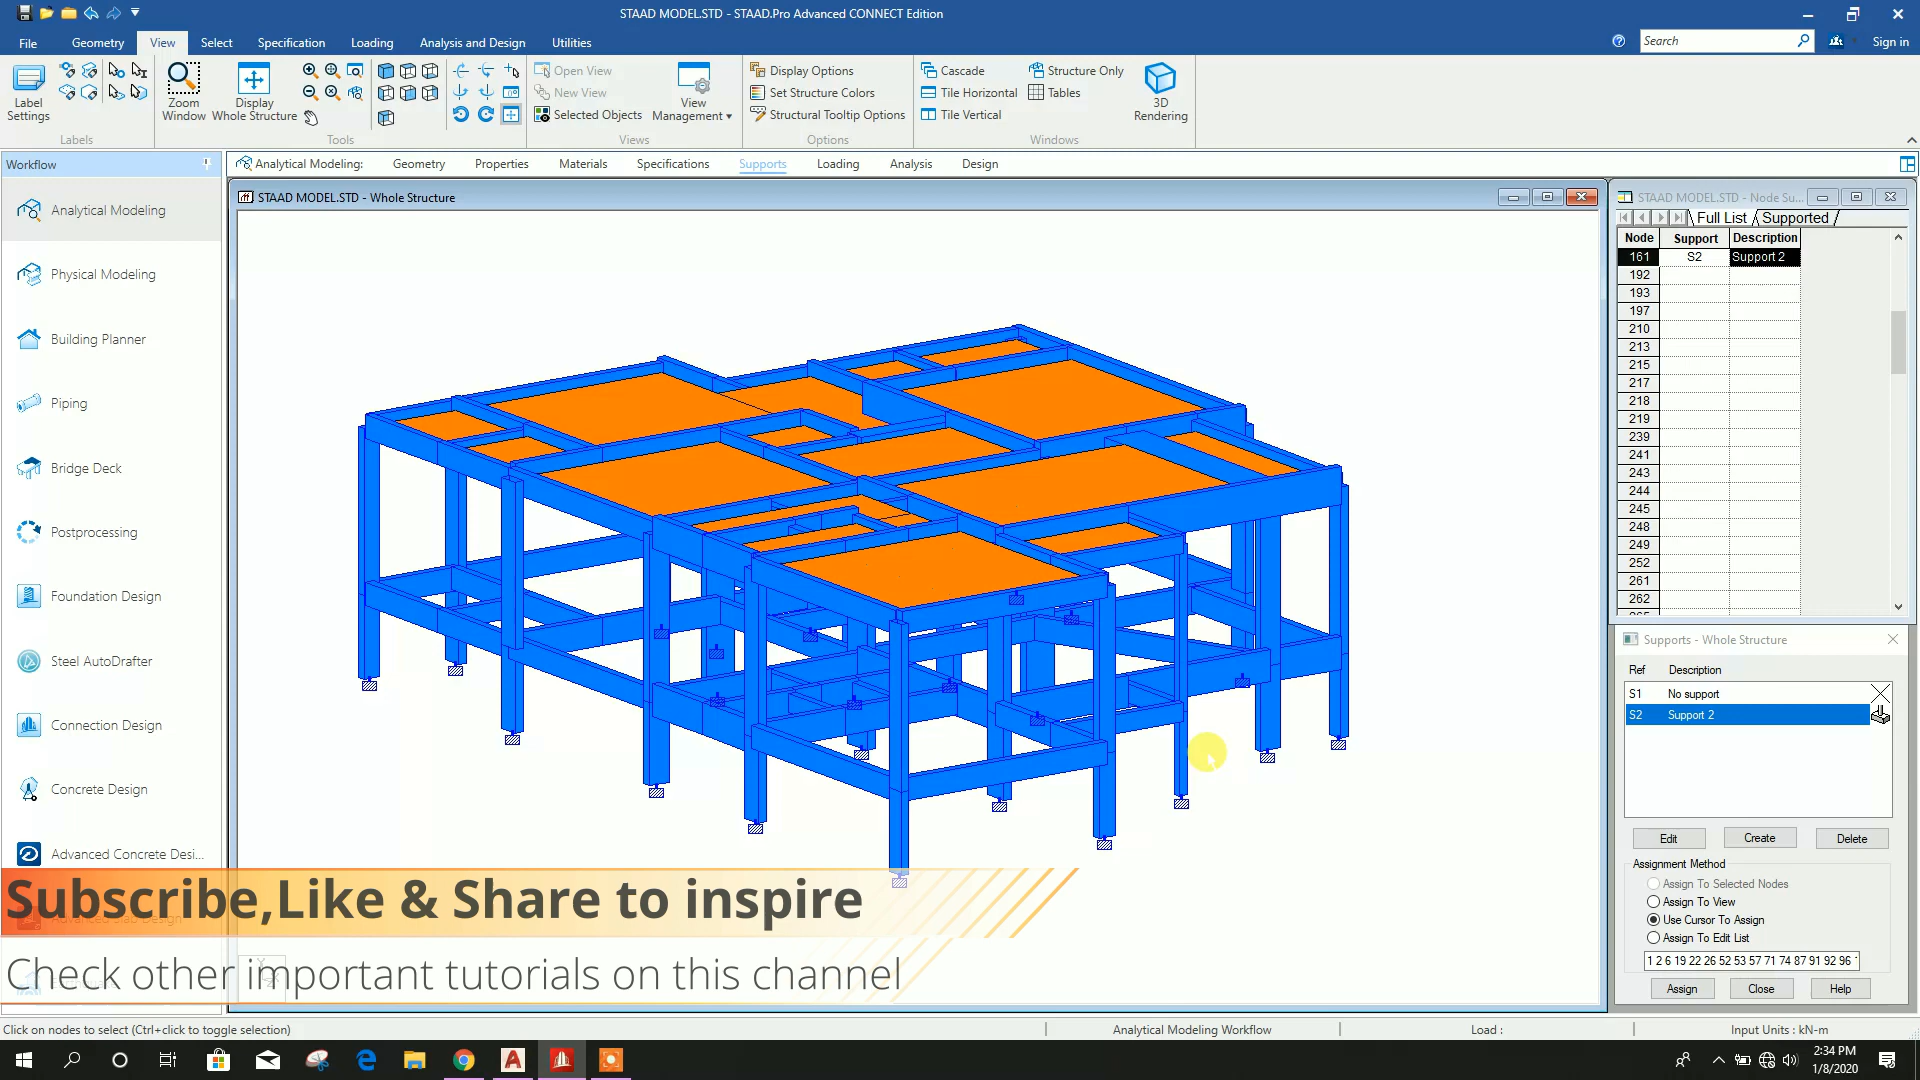 STAAD MODEL.STD - STAAD.Pro Advanced CONNECT Edition
File Geometry View Select Specification Loading Analysis and Design Utilities
Search
Sign in
Label Settings
Labels
Zoom Window
Display Whole Structure
Tools
Open View
New View
Selected Objects
View Management
Views
Display Options
Set Structure Colors
Structural Tooltip Options
Options
Cascade
Tile Horizontal
Tile Vertical
Structure Only
Tables
Windows
3D Rendering
Workflow
Analytical Modeling
Physical Modeling
Building Planner
Piping
Bridge Deck
Postprocessing
Foundation Design
Steel AutoDrafter
Connection Design
Concrete Design
Advanced Concrete Desi...
Analytical Modeling: Geometry Properties Materials Specifications Supports Loading Analysis Design
STAAD MODEL.STD - Whole Structure
STAAD MODEL.STD - Node Su...
Full List Supported
Node Support Description
161 S2 Support 2
192
193
197
210
213
215
217
218
219
239
241
243
244
245
248
249
252
261
262
Supports - Whole Structure
Ref Description
S1 No support
S2 Support 2
Edit Create Delete
Assignment Method
Assign To Selected Nodes
Assign To View
Use Cursor To Assign
Assign To Edit List
1 2 6 19 22 26 52 53 57 71 74 87 91 92 96
Assign Close Help
Subscribe,Like & Share to inspire
Check other important tutorials on this channel
Click on nodes to select (Ctrl+click to toggle selection)
Analytical Modeling Workflow
Load :
Input Units : kN-m
2:34 PM
1/8/2020